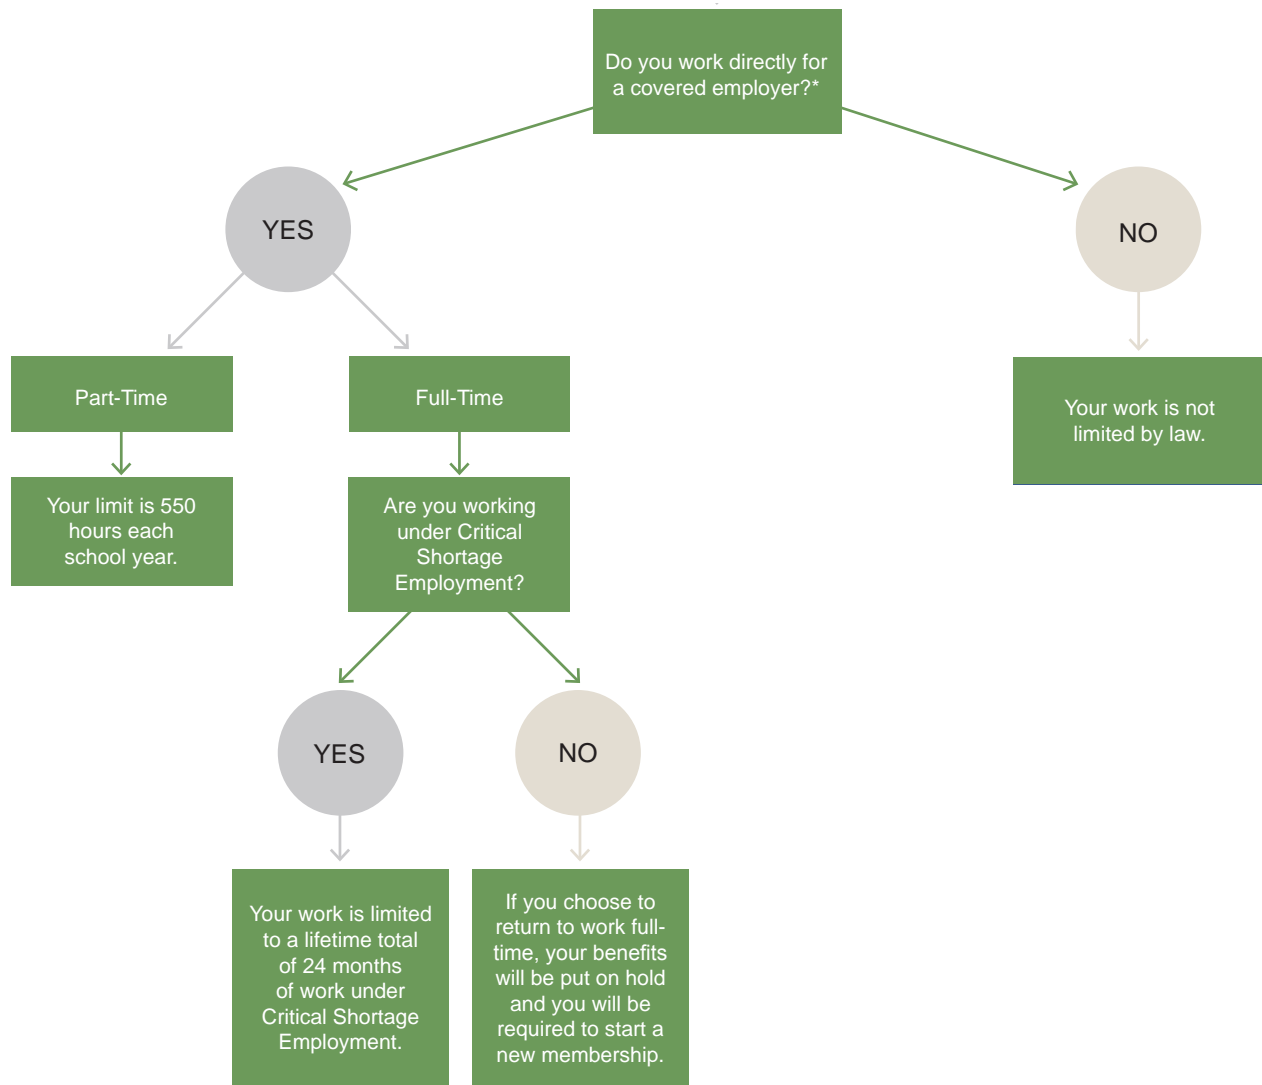 Do you work directly for
a covered employer?*
YES
NO
Part-Time
Full-Time
Your work is not
limited by law.
Your limit is 550
hours each
school year.
Are you working
under Critical
Shortage
Employment?
YES
NO
Your work is limited
to a lifetime total
of 24 months
of work under
Critical Shortage
Employment.
If you choose to
return to work full-
time, your benefits
will be put on hold
and you will be
required to start a
new membership.